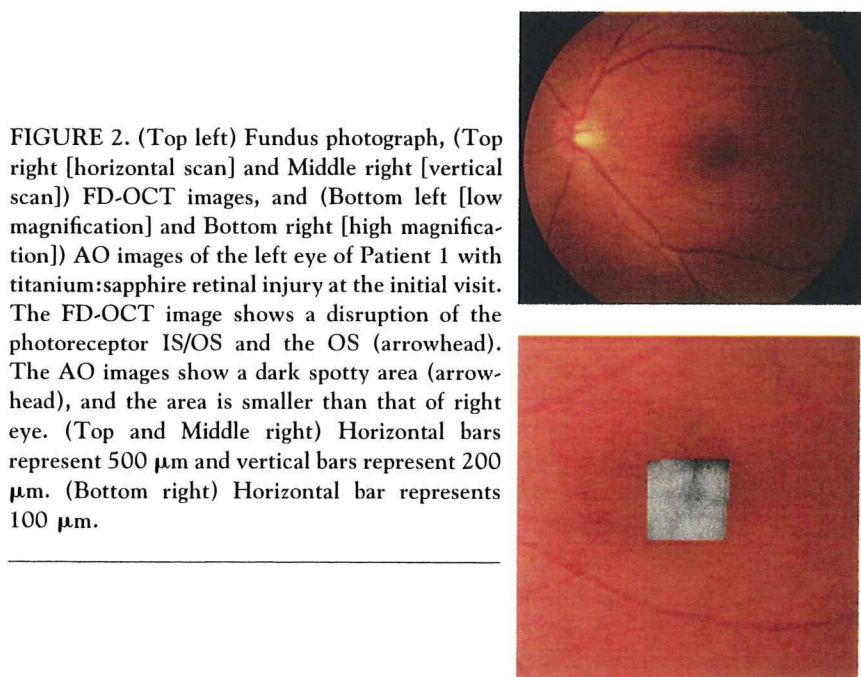 FIGURE 2. (Top left) Fundus photograph, (Top
right [horizontal scan] and Middle right [vertical
scan]) FD-OCT images, and (Bottom left [low
magnification] and Bottom right [high magnifica-
tion]) AO images of the left eye of Patient 1 with
titanium:sapphire retinal injury at the initial visit.
The FD-OCT image shows a disruption of the
photoreceptor IS/OS and the OS (arrowhead).
The AO images show a dark spotty area (arrow-
head), and the area is smaller than that of right
eye. (Top and Middle right) Horizontal bars
represent 500 μm and vertical bars represent 200
μm. (Bottom right) Horizontal bar represents
100 μm.